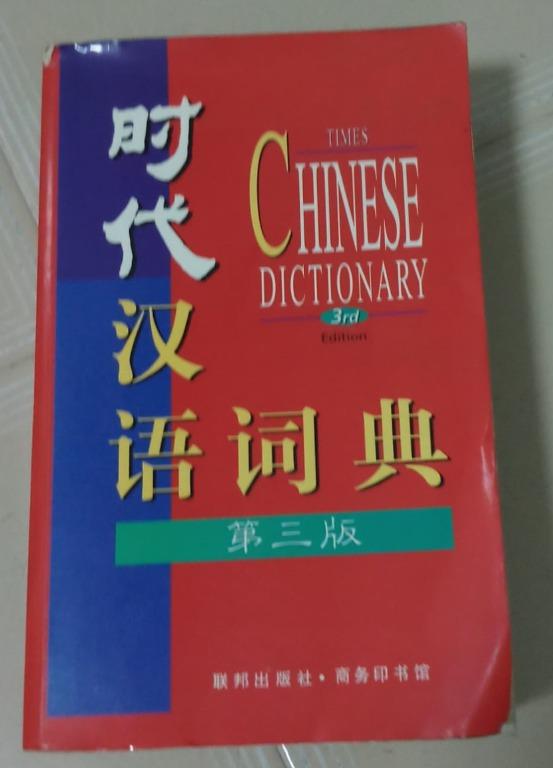 时代
汉
语词典
TIMES
CHINESE
DICTIONARY
3rd
Edition
第三版
联邦出版社·商务印书馆